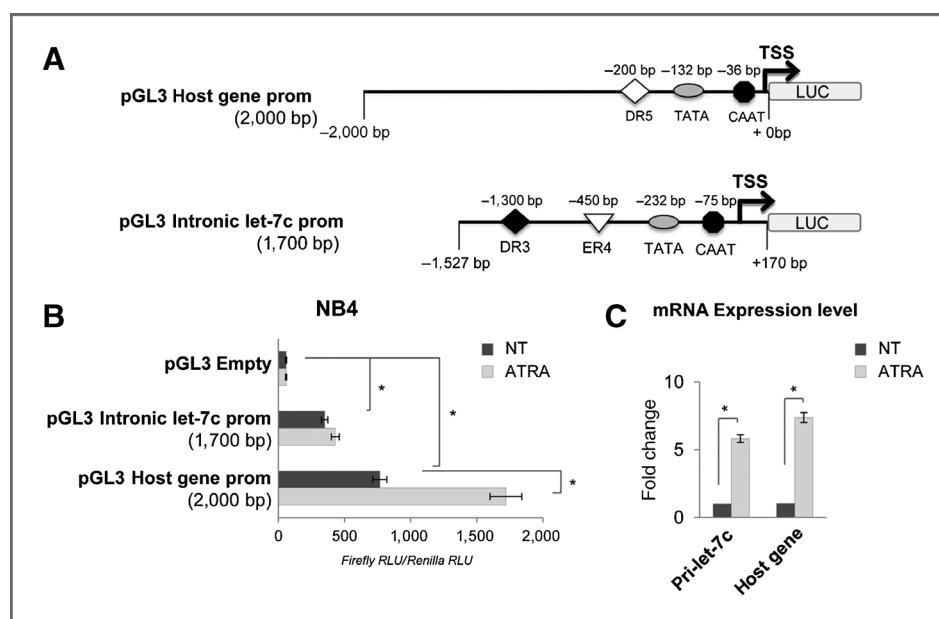 A
TSS
–200 bp –132 bp –36 bp
pGL3 Host gene prom
LUC
(2,000 bp)
DR5 TATA CAAT
–2,000 bp
+ 0bp
TSS
–1,300 bp –450 bp –232 bp –75 bp
pGL3 Intronic let-7c prom
LUC
(1,700 bp)
DR3 ER4 TATA CAAT
–1,527 bp
+170 bp
B
NB4
NT
ATRA
pGL3 Empty
*
*
pGL3 Intronic let-7c prom
(1,700 bp)
pGL3 Host gene prom
(2,000 bp)
*
0 500 1,000 1,500 2,000
Firefly RLU/Renilla RLU
C
mRNA Expression level
NT
ATRA
Fold change
10
5
0
*
*
Pri-let-7c
Host gene